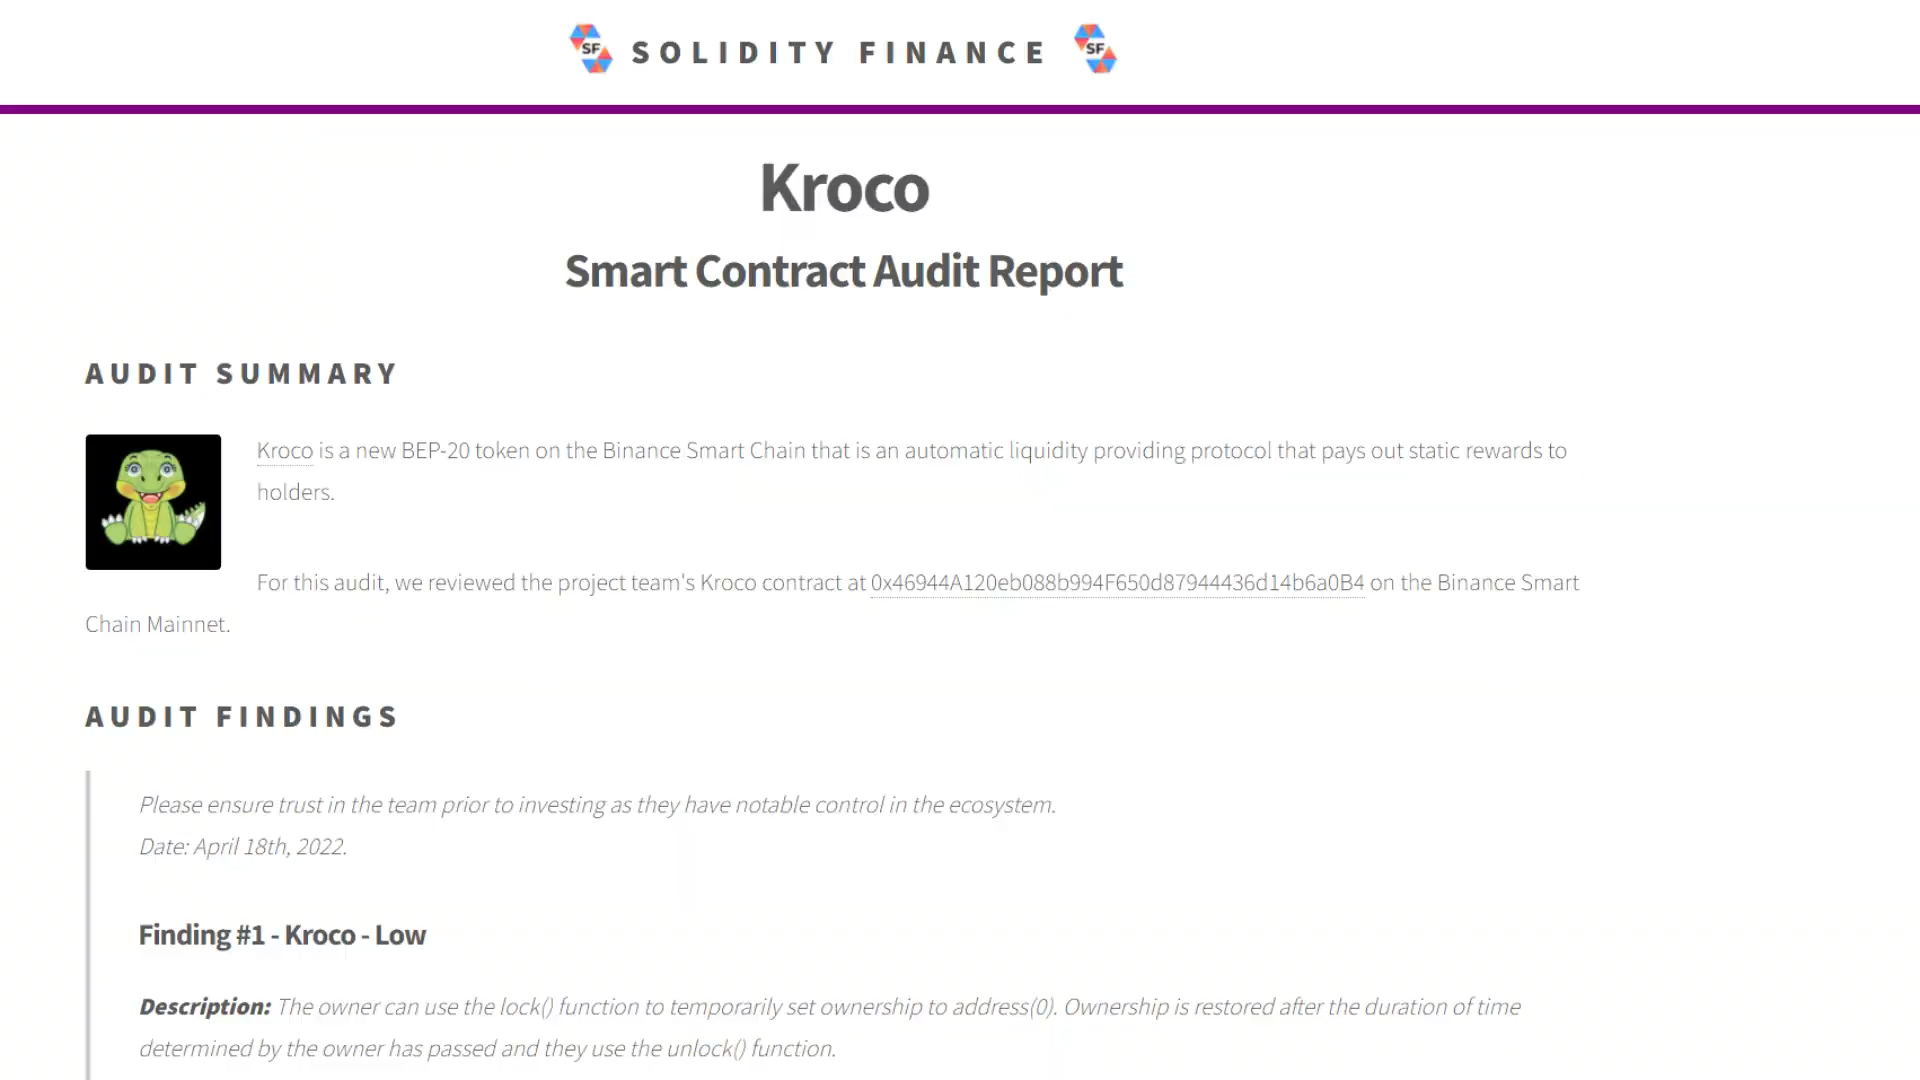 SF SOLIDITY FINANCE SF
Kroco
Smart Contract Audit Report
AUDIT SUMMARY
Kroco is a new BEP-20 token on the Binance Smart Chain that is an automatic liquidity providing protocol that pays out static rewards to
holders.
For this audit, we reviewed the project team's Kroco contract at 0x46944A120eb088b994F650d87944436d14b6a0B4 on the Binance Smart
Chain Mainnet.
AUDIT FINDINGS
Please ensure trust in the team prior to investing as they have notable control in the ecosystem.
Date: April 18th, 2022.
Finding #1 - Kroco - Low
Description: The owner can use the lock() function to temporarily set ownership to address(0). Ownership is restored after the duration of time
determined by the owner has passed and they use the unlock() function.